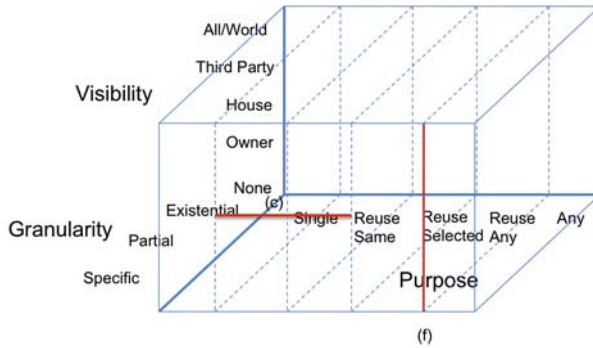 All/World
Third Party
Visibility
House
Owner
None
(c)
Existential
Granularity
Partial
Specific
Single
Reuse
Same
Reuse
Selected
Reuse
Any
Any
Purpose
(f)